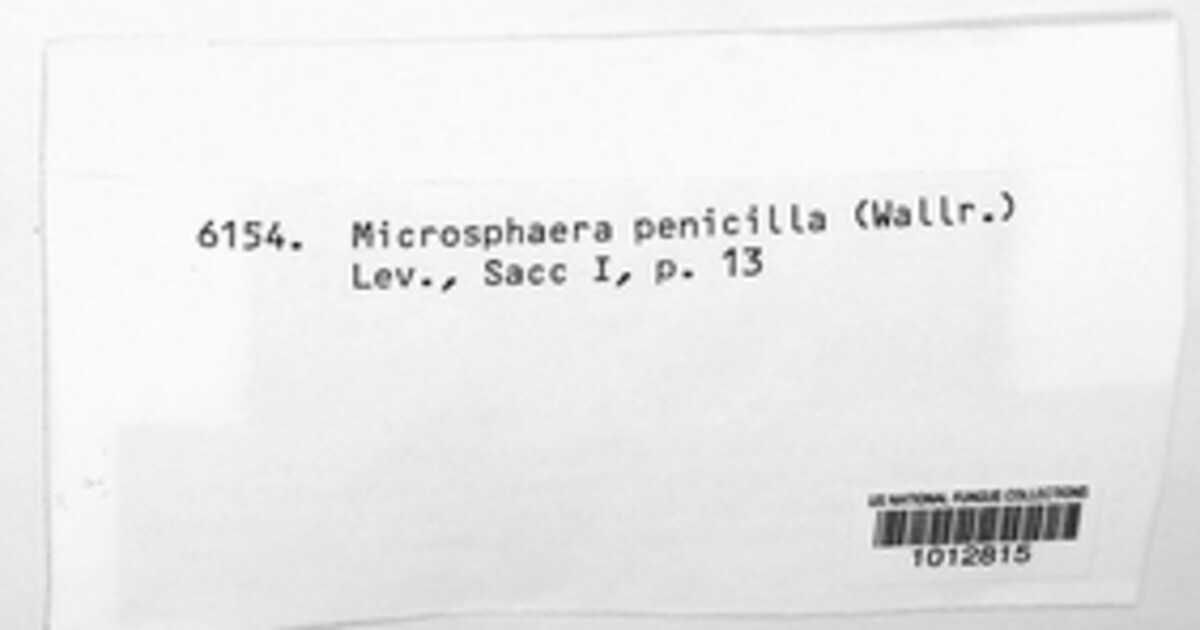 6154. Microsphaera penicilla (Wallr.)
Lev., Sacc I, p. 13
US NATIONAL FUNGUS COLLECTIONS
1012815